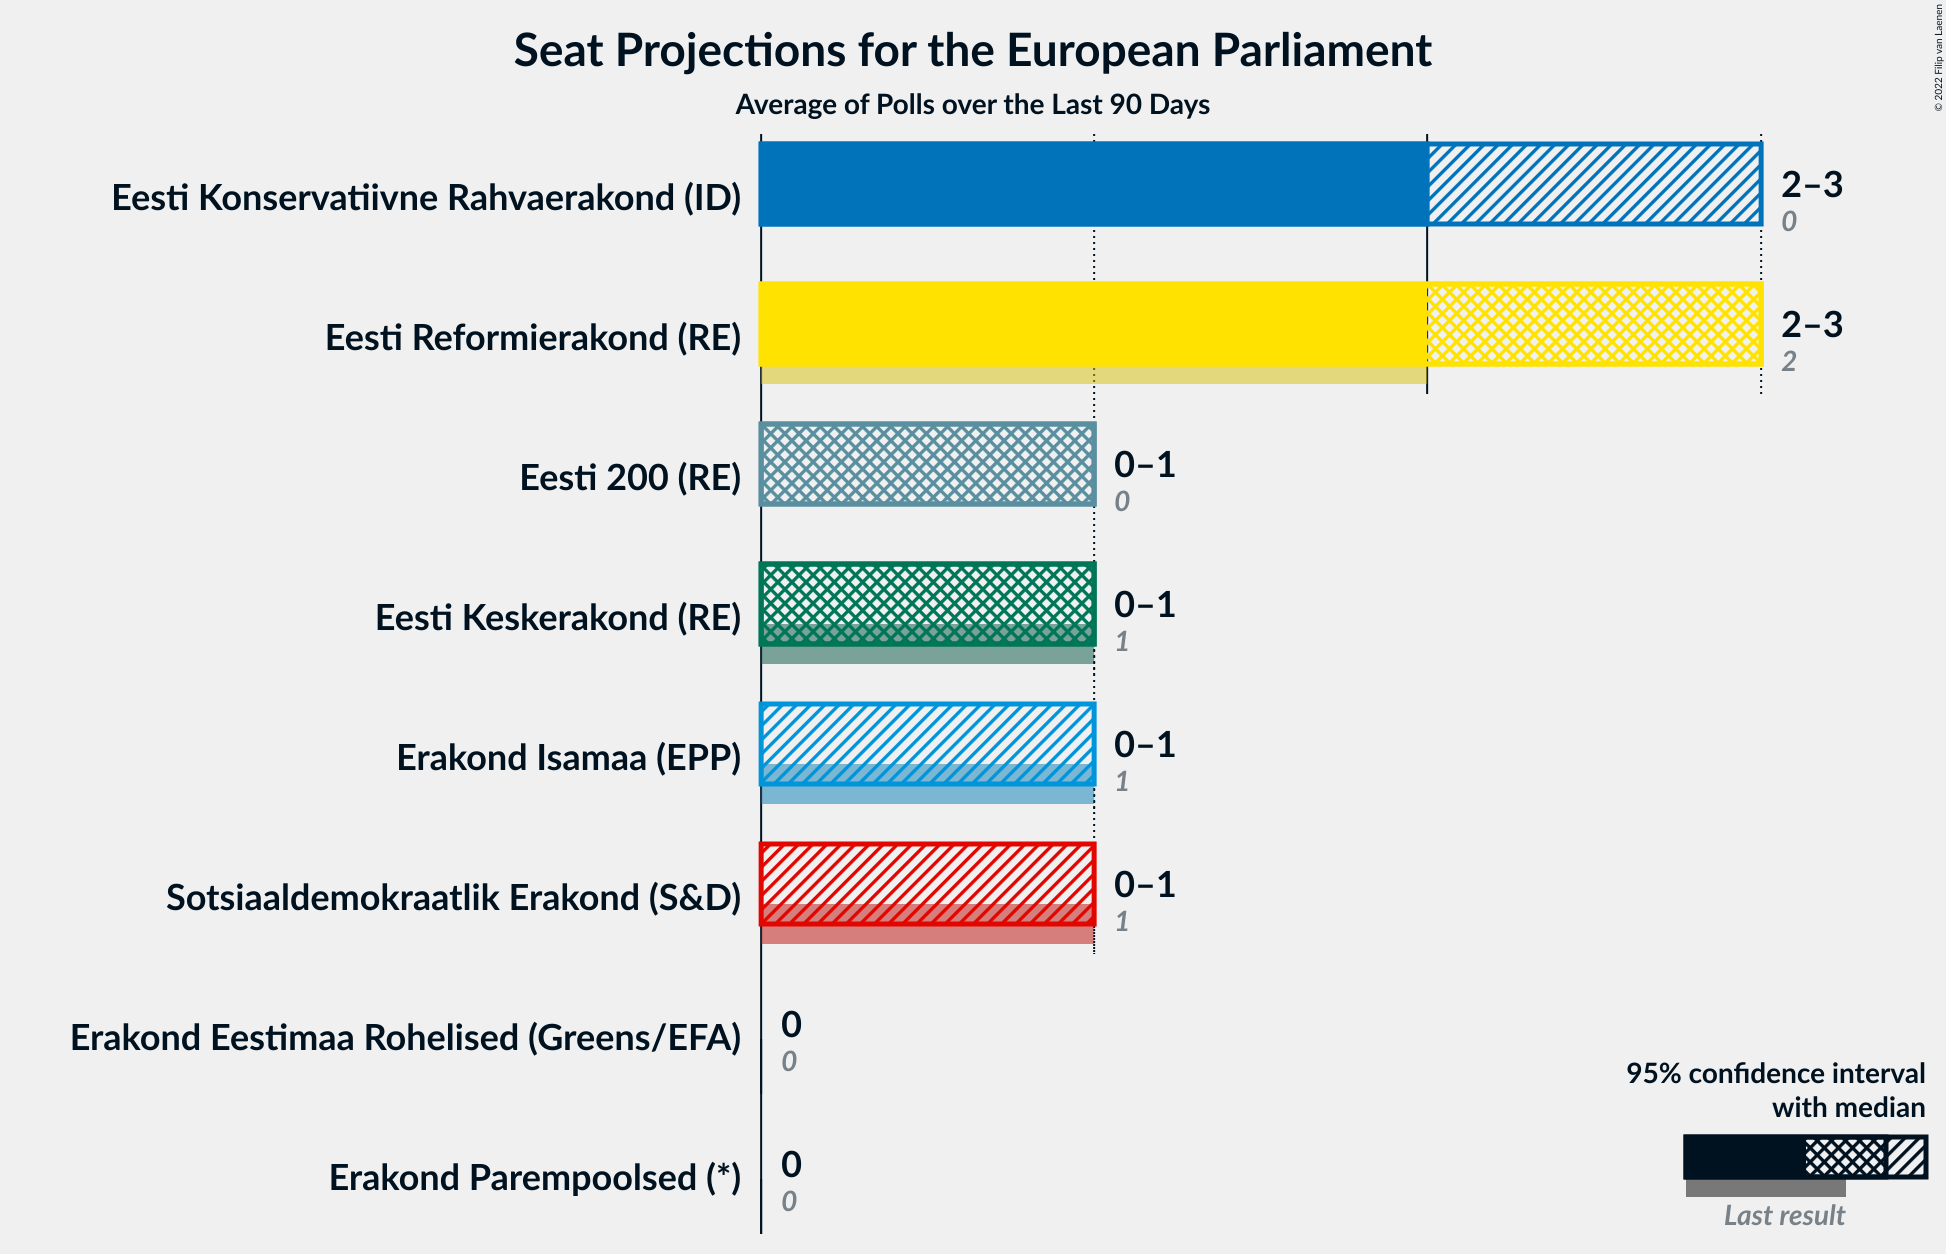 Seat Projections for the European Parliament
Average of Polls over the Last 90 Days
© 2022 Filip van Laenen
Eesti Konservatiivne Rahvaerakond (ID)
2–3
0
Eesti Reformierakond (RE)
2–3
2
Eesti 200 (RE)
0–1
0
Eesti Keskerakond (RE)
0–1
1
Erakond Isamaa (EPP)
0–1
1
Sotsiaaldemokraatlik Erakond (S&D)
0–1
1
Erakond Eestimaa Rohelised (Greens/EFA)
0
0
Erakond Parempoolsed (*)
0
0
95% confidence interval
with median
Last result